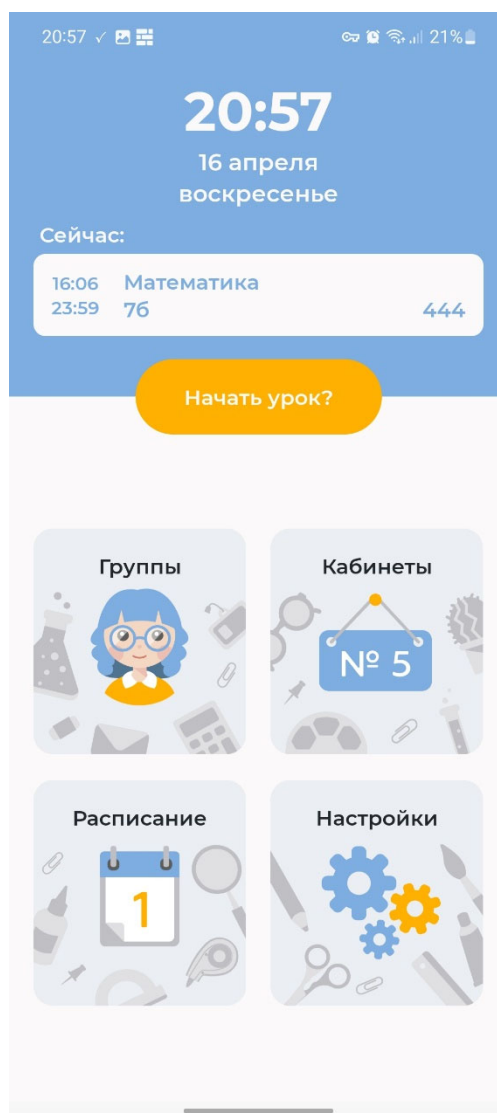 20:57
21%
20:57
16 апреля
воскресенье
Сейчас:
16:06 Математика
23:59 7б 444
Начать урок?
Группы
Кабинеты
№ 5
Расписание
1
Настройки